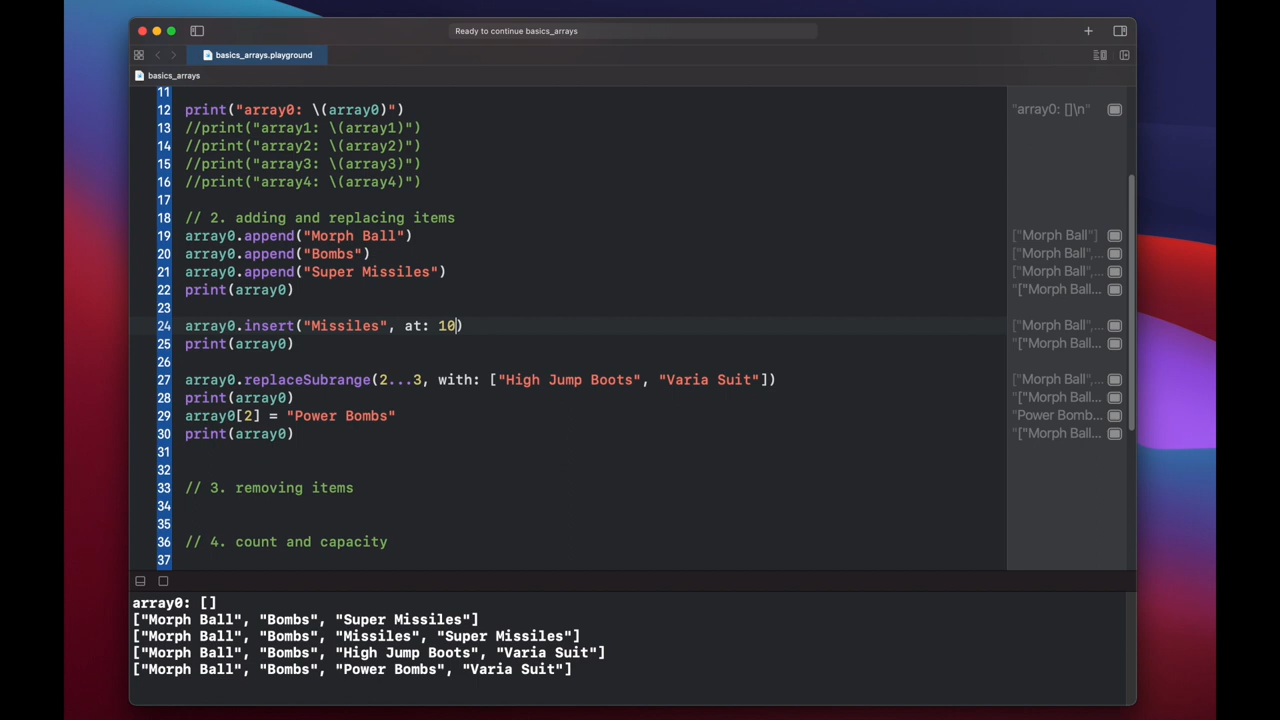 Ready to continue basics_arrays
basics_arrays.playground
basics_arrays
11
12 print("array0: \(array0)") "array0: []\n"
13 //print("array1: \(array1)")
14 //print("array2: \(array2)")
15 //print("array3: \(array3)")
16 //print("array4: \(array4)")
17
18 // 2. adding and replacing items
19 array0.append("Morph Ball") ["Morph Ball"]
20 array0.append("Bombs") ["Morph Ball",...
21 array0.append("Super Missiles") ["Morph Ball",...
22 print(array0) "["Morph Ball...
23
24 array0.insert("Missiles", at: 10) ["Morph Ball",...
25 print(array0) "["Morph Ball...
26
27 array0.replaceSubrange(2...3, with: ["High Jump Boots", "Varia Suit"]) ["Morph Ball",...
28 print(array0) "["Morph Ball...
29 array0[2] = "Power Bombs" "Power Bomb...
30 print(array0) "["Morph Ball...
31
32
33 // 3. removing items
34
35
36 // 4. count and capacity
37
array0: []
["Morph Ball", "Bombs", "Super Missiles"]
["Morph Ball", "Bombs", "Missiles", "Super Missiles"]
["Morph Ball", "Bombs", "High Jump Boots", "Varia Suit"]
["Morph Ball", "Bombs", "Power Bombs", "Varia Suit"]